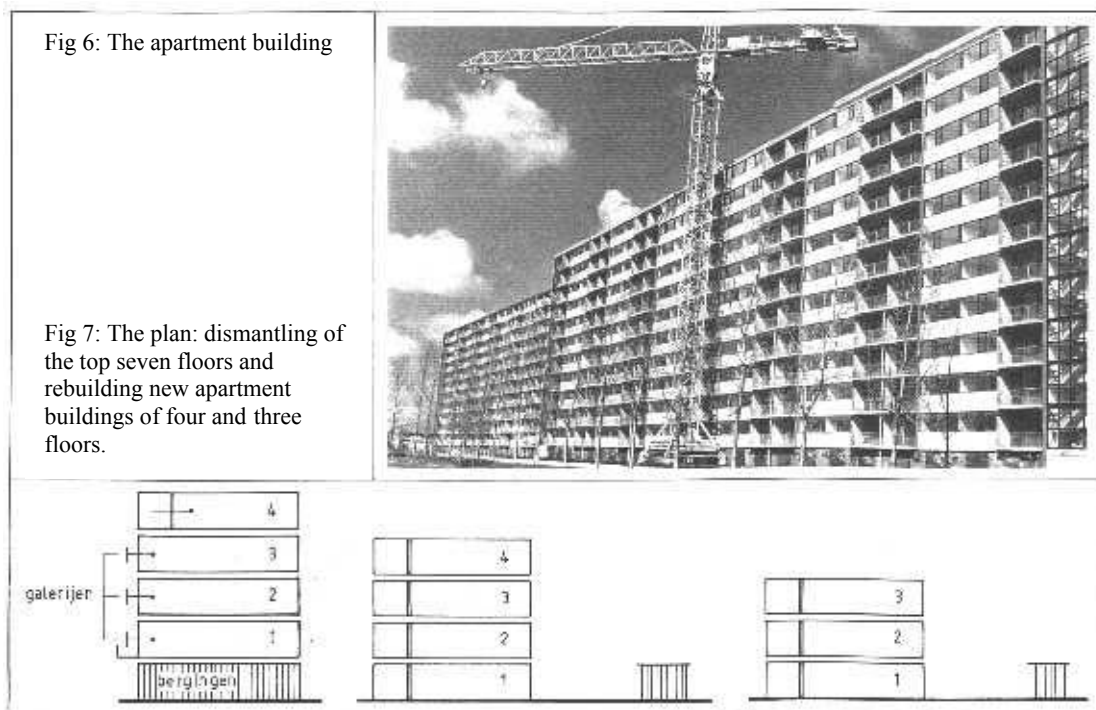 Fig 6: The apartment building
Fig 7: The plan: dismantling of
the top seven floors and
rebuilding new apartment
buildings of four and three
floors.
4
3
galerijen
2
1
bergingen
4
3
2
1
3
2
1